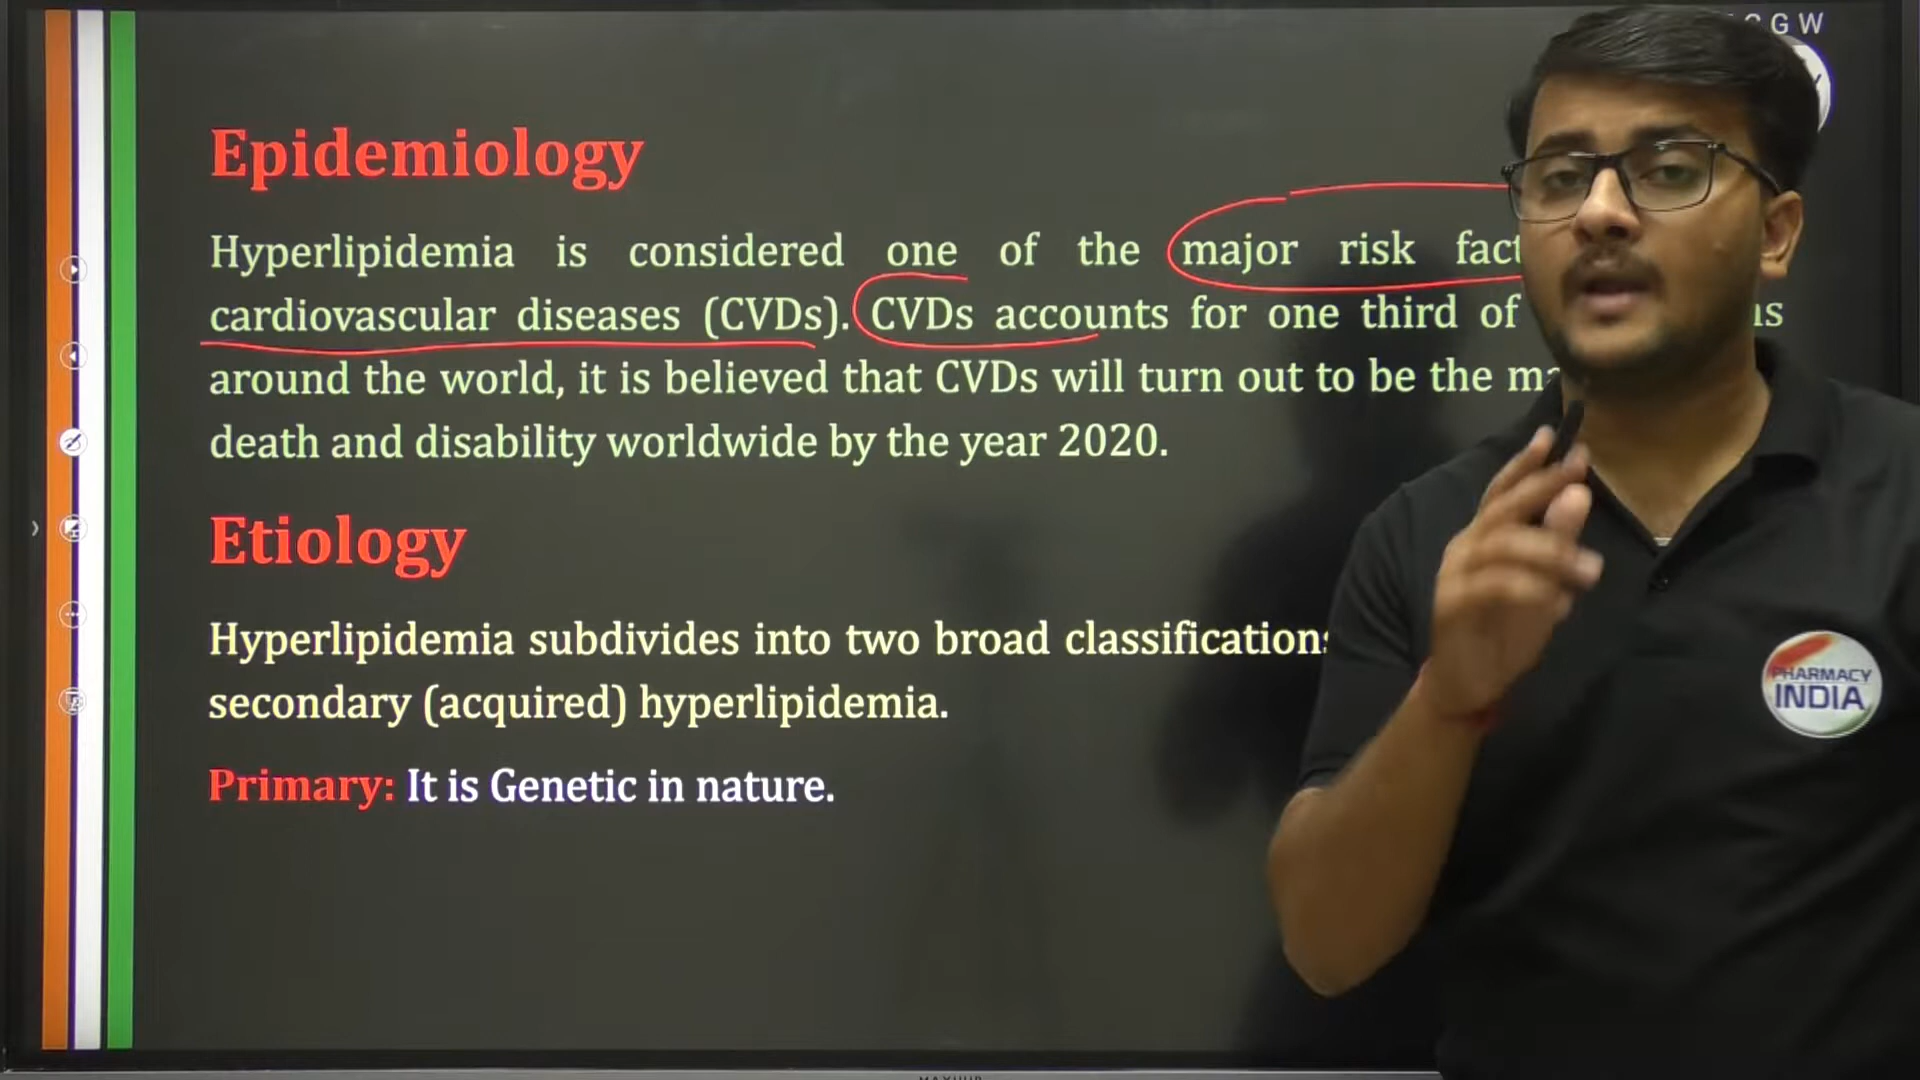 G W
Epidemiology
Hyperlipidemia is considered one of the major risk
cardiovascular diseases (CVDs). CVDs accounts for one third of
around the world, it is believed that CVDs will turn out to be the
death and disability worldwide by the year 2020.
Etiology
Hyperlipidemia subdivides into two broad classifications
secondary (acquired) hyperlipidemia.
Primary: It is Genetic in nature.
PHARMACY
INDIA